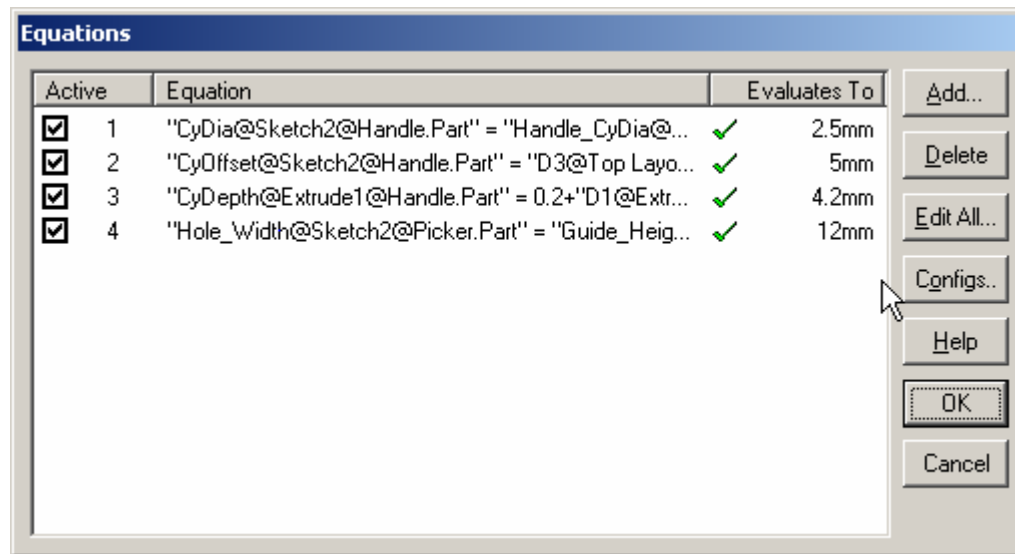 Equations
Active Equation Evaluates To
1 "CyDia@Sketch2@Handle.Part" = "Handle_CyDia@... 2.5mm
2 "CyOffset@Sketch2@Handle.Part" = "D3@Top Layo... 5mm
3 "CyDepth@Extrude1@Handle.Part" = 0.2+"D1@Extr... 4.2mm
4 "Hole_Width@Sketch2@Picker.Part" = "Guide_Heig... 12mm
Add...
Delete
Edit All...
Configs..
Help
OK
Cancel